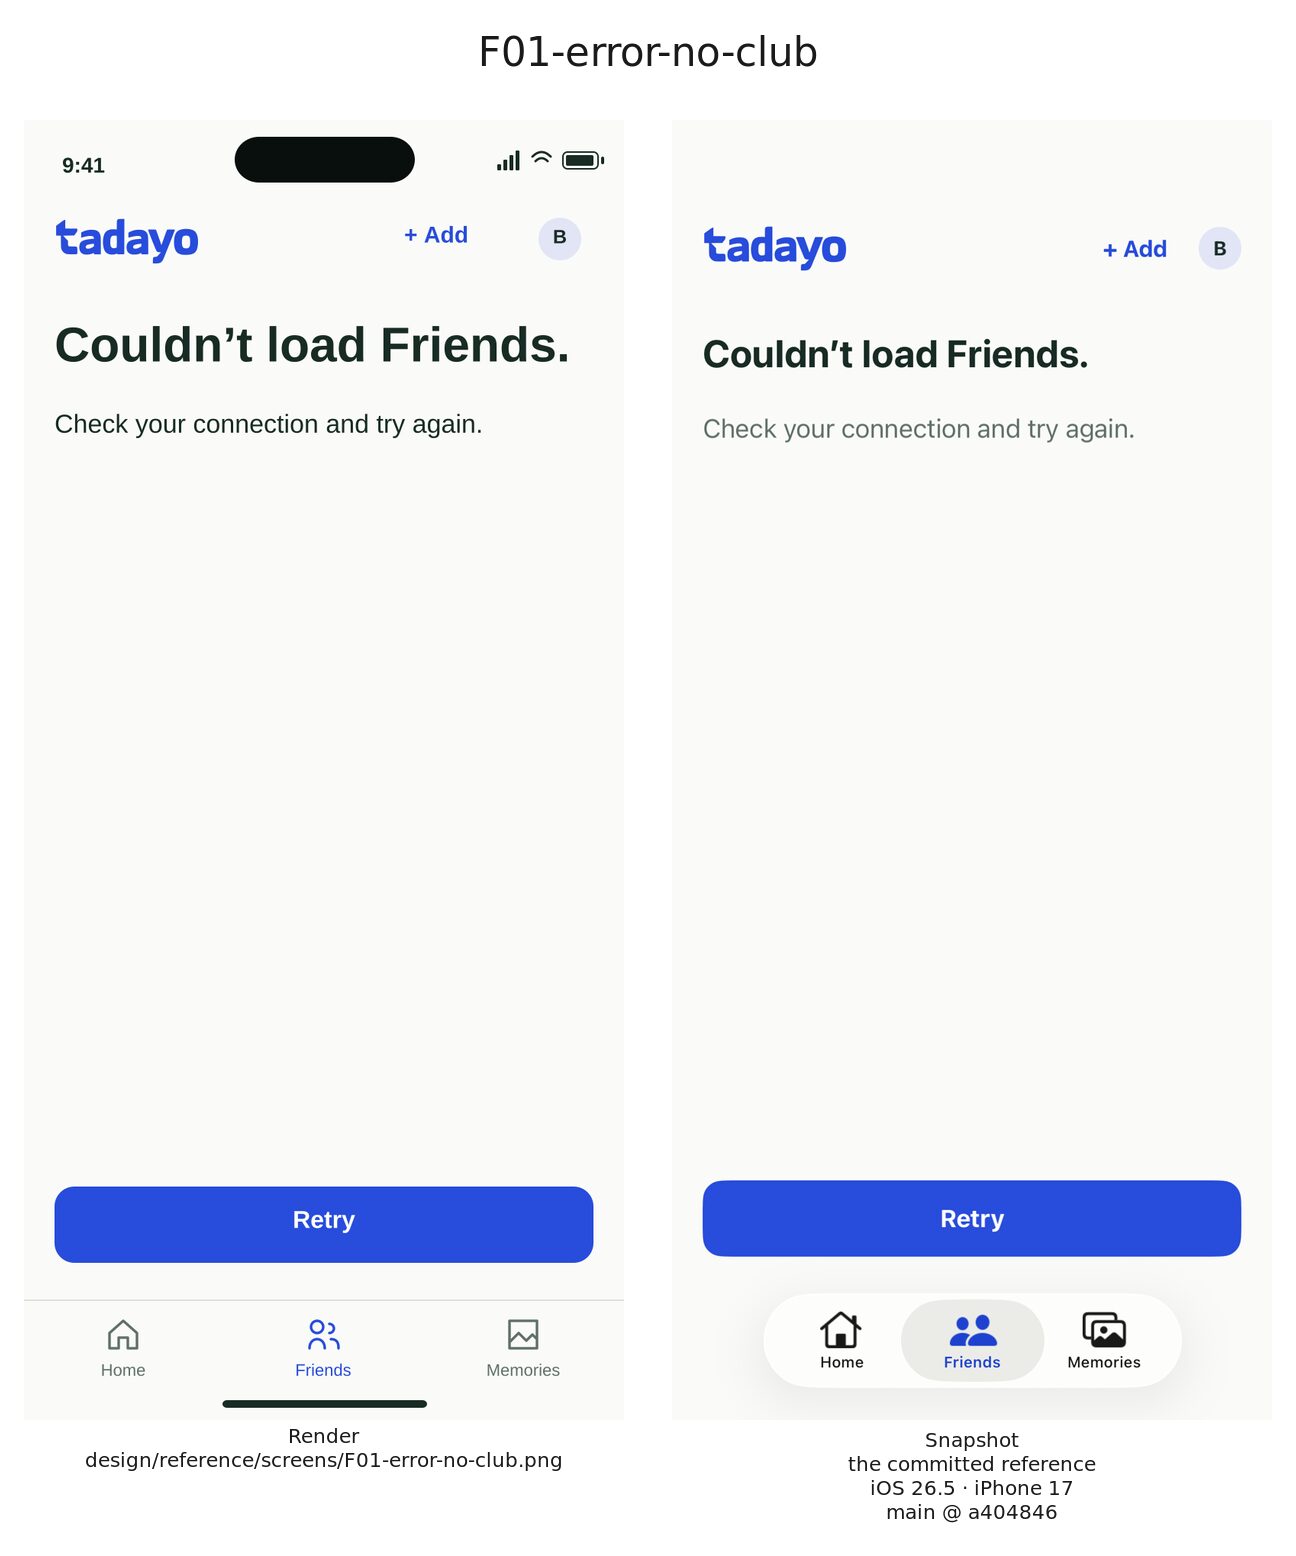 F01-error-no-club
9:41
tadayo
+ Add
B
Couldn’t load Friends.
Check your connection and try again.
Retry
Home
Friends
Memories
Render
design/reference/screens/F01-error-no-club.png
tadayo
+ Add
B
Couldn’t load Friends.
Check your connection and try again.
Retry
Home
Friends
Memories
Snapshot
the committed reference
iOS 26.5 · iPhone 17
main @ a404846